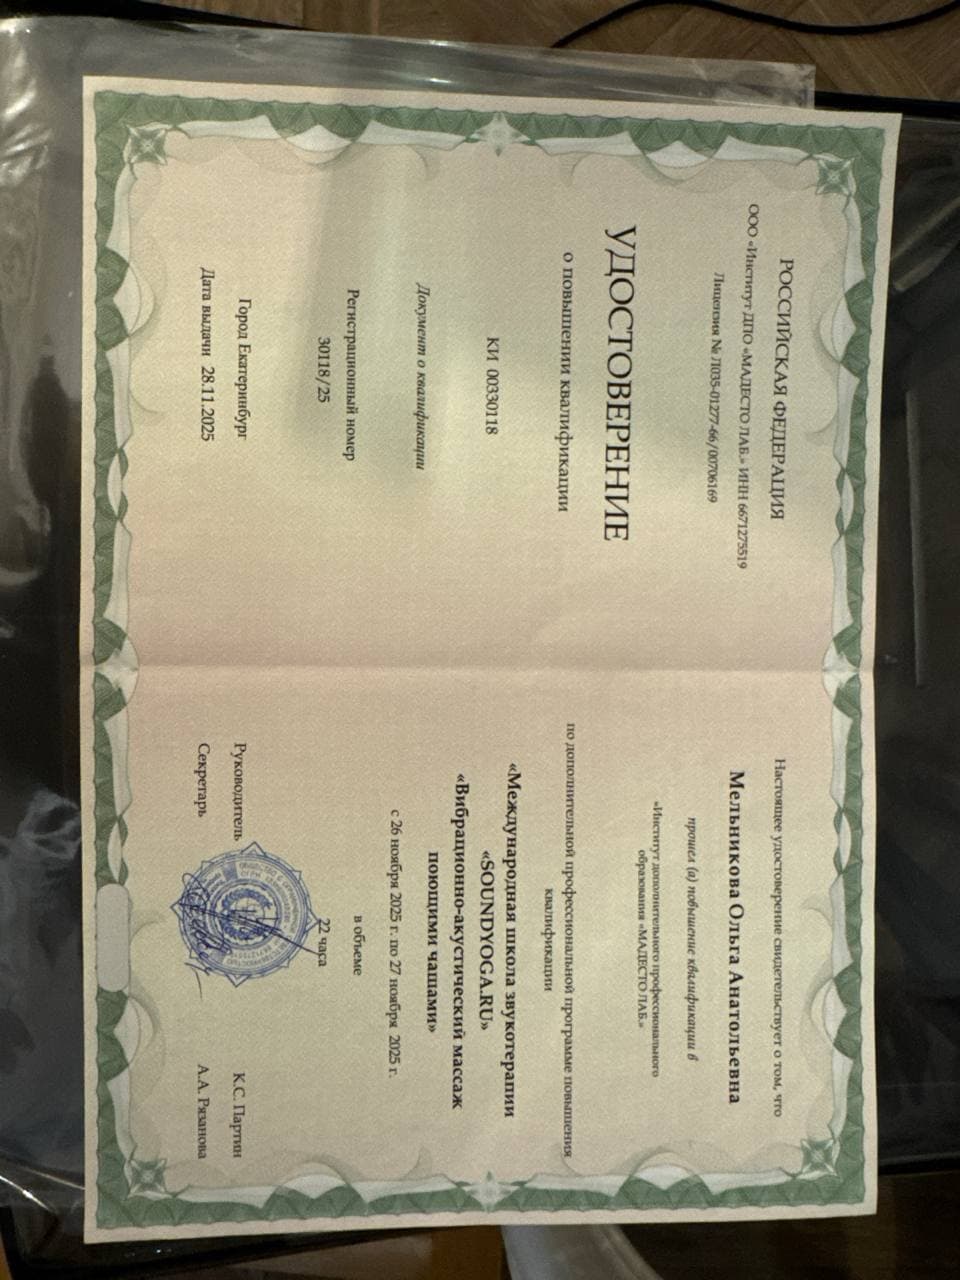 РОССИЙСКАЯ ФЕДЕРАЦИЯ
ООО «Институт ДПО «МАДЕСТО ЛАБ.» ИНН 6671275519
Лицензия № Л035-01277-66/00706169
УДОСТОВЕРЕНИЕ
о повышении квалификации
КИ 00330118
Документ о квалификации
Регистрационный номер
30118/25
Город Екатеринбург
Дата выдачи 28.11.2025
Настоящее удостоверение свидетельствует о том, что
Мельникова Ольга Анатольевна
прошел (а) повышение квалификации в
«Институт дополнительного профессионального
образования «МАДЕСТО ЛАБ.»
по дополнительной профессиональной программе повышения
квалификации
«Международная школа звукотерапии
«SOUNDYOGA.RU»
«Вибрационно-акустический массаж
поющими чашами»
с 26 ноября 2025 г. по 27 ноября 2025 г.
в объеме
22 часа
Руководитель К.С. Партин
Секретарь А.А. Рязанова